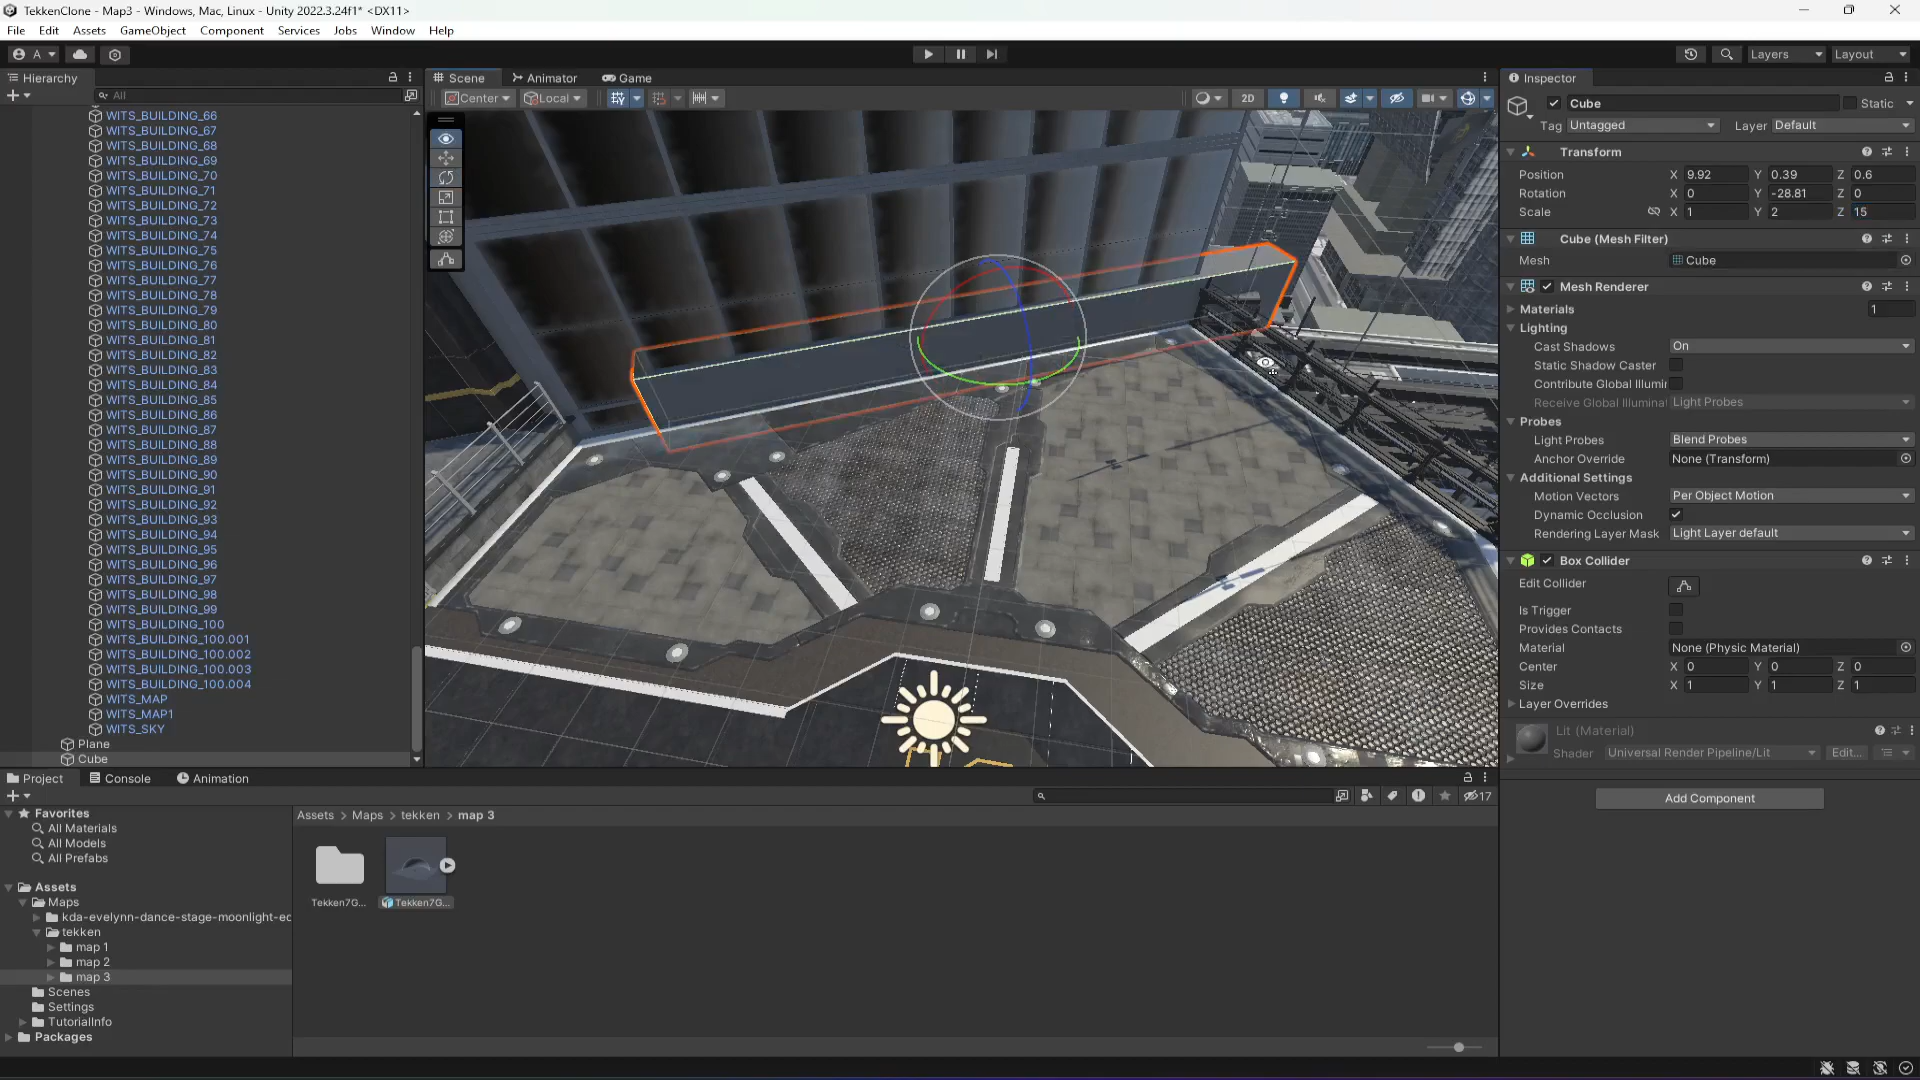 TekkenClone - Map3 - Windows, Mac, Linux - Unity 2022.3.24f1* <DX11>
File Edit Assets GameObject Component Services Jobs Window Help
A Layers Layout
Hierarchy
All
WITS_BUILDING_66
WITS_BUILDING_67
WITS_BUILDING_68
WITS_BUILDING_69
WITS_BUILDING_70
WITS_BUILDING_71
WITS_BUILDING_72
WITS_BUILDING_73
WITS_BUILDING_74
WITS_BUILDING_75
WITS_BUILDING_76
WITS_BUILDING_77
WITS_BUILDING_78
WITS_BUILDING_79
WITS_BUILDING_80
WITS_BUILDING_81
WITS_BUILDING_82
WITS_BUILDING_83
WITS_BUILDING_84
WITS_BUILDING_85
WITS_BUILDING_86
WITS_BUILDING_87
WITS_BUILDING_88
WITS_BUILDING_89
WITS_BUILDING_90
WITS_BUILDING_91
WITS_BUILDING_92
WITS_BUILDING_93
WITS_BUILDING_94
WITS_BUILDING_95
WITS_BUILDING_96
WITS_BUILDING_97
WITS_BUILDING_98
WITS_BUILDING_99
WITS_BUILDING_100
WITS_BUILDING_100.001
WITS_BUILDING_100.002
WITS_BUILDING_100.003
WITS_BUILDING_100.004
WITS_MAP
WITS_MAP1
WITS_SKY
Plane
Cube
Scene Animator Game
Center Local 2D
Inspector
Cube Static
Tag Untagged Layer Default
Transform
Position X 9.92 Y 0.39 Z 0.6
Rotation X 0 Y -28.81 Z 0
Scale X 1 Y 2 Z 15
Cube (Mesh Filter)
Mesh Cube
Mesh Renderer
Materials 1
Lighting
Cast Shadows On
Static Shadow Caster
Contribute Global Illumi
Receive Global Illumina Light Probes
Probes
Light Probes Blend Probes
Anchor Override None (Transform)
Additional Settings
Motion Vectors Per Object Motion
Dynamic Occlusion
Rendering Layer Mask Light Layer default
Box Collider
Edit Collider
Is Trigger
Provides Contacts
Material None (Physic Material)
Center X 0 Y 0 Z 0
Size X 1 Y 1 Z 1
Layer Overrides
Lit (Material)
Shader Universal Render Pipeline/Lit Edit...
Add Component
Project Console Animation
17
Favorites
All Materials
All Models
All Prefabs
Assets
Maps
kda-evelynn-dance-stage-moonlight-ec
tekken
map 1
map 2
map 3
Scenes
Settings
TutorialInfo
Packages
Assets > Maps > tekken > map 3
Tekken7G... Tekken7G...